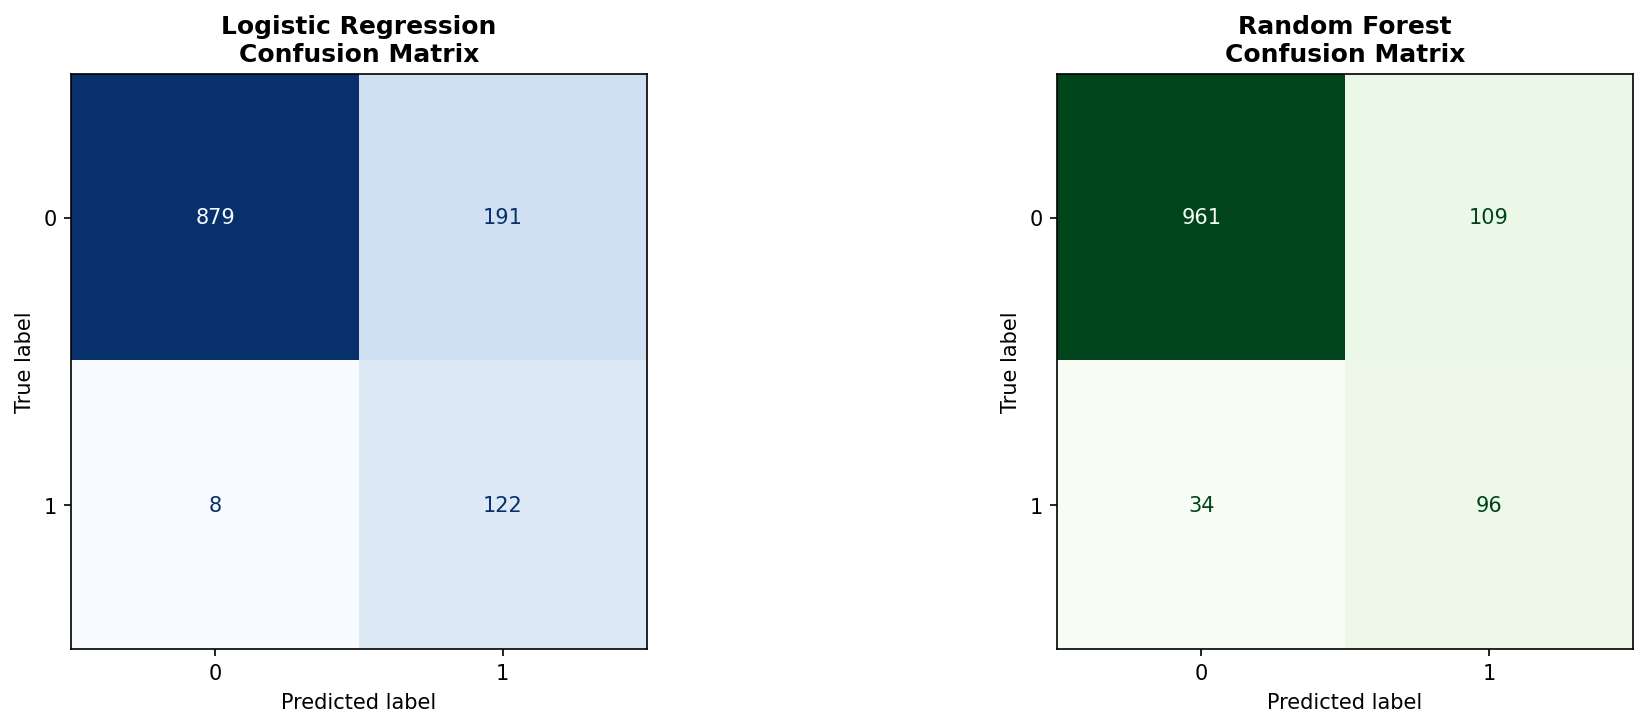 Logistic Regression
Confusion Matrix
True label
0
879
191
1
8
122
0
1
Predicted label
Random Forest
Confusion Matrix
True label
0
961
109
1
34
96
0
1
Predicted label